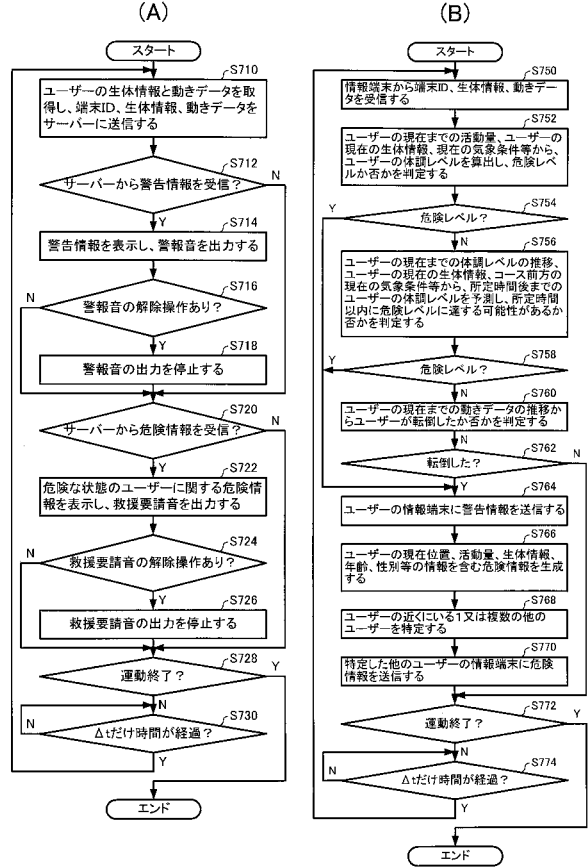 (A)
スタート
S710
ユーザーの生体情報と動きデータを取
得し、端末ID、生体情報、動きデータを
サーバーに送信する
S712
サーバーから警告情報を受信？
N
Y
S714
警告情報を表示し、警報音を出力する
S716
N
警報音の解除操作あり？
Y
S718
警報音の出力を停止する
S720
サーバーから危険情報を受信？
N
Y
S722
危険な状態のユーザーに関する危険情
報を表示し、救援要請音を出力する
S724
N
救援要請音の解除操作あり？
Y
S726
救援要請音の出力を停止する
S728
運動終了？
Y
N
S730
N
Δtだけ時間が経過？
Y
エンド
(B)
スタート
S750
情報端末から端末ID、生体情報、動きデー
タを受信する
S752
ユーザーの現在までの活動量、ユーザーの
現在の生体情報、現在の気象条件等から、
ユーザーの体調レベルを算出し、危険レベ
ルか否かを判定する
S754
Y
危険レベル？
N
S756
ユーザーの現在までの体調レベルの推移、
ユーザーの現在の生体情報、コース前方の
現在の気象条件等から、所定時間後までの
ユーザーの体調レベルを予測し、所定時間
以内に危険レベルに達する可能性があるか
否かを判定する
S758
Y
危険レベル？
N
S760
ユーザーの現在までの動きデータの推移か
らユーザーが転倒したか否かを判定する
S762
転倒した？
N
Y
S764
ユーザーの情報端末に警告情報を送信する
S766
ユーザーの現在位置、活動量、生体情報、
年齢、性別等の情報を含む危険情報を生成
する
S768
ユーザーの近くにいる1又は複数の他の
ユーザーを特定する
S770
特定した他のユーザーの情報端末に危険
情報を送信する
S772
運動終了？
Y
N
S774
N
Δtだけ時間が経過？
Y
エンド